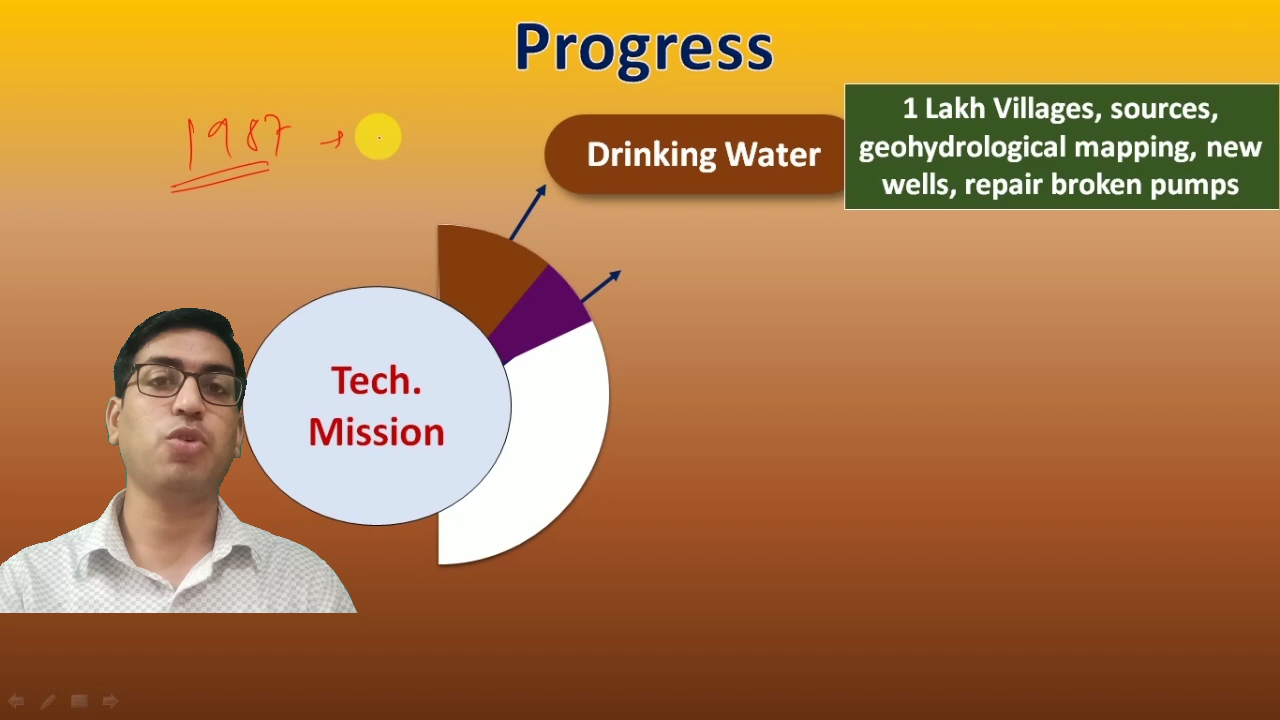 Progress
1987 →
Drinking Water
1 Lakh Villages, sources,
geohydrological mapping, new
wells, repair broken pumps
Tech.
Mission